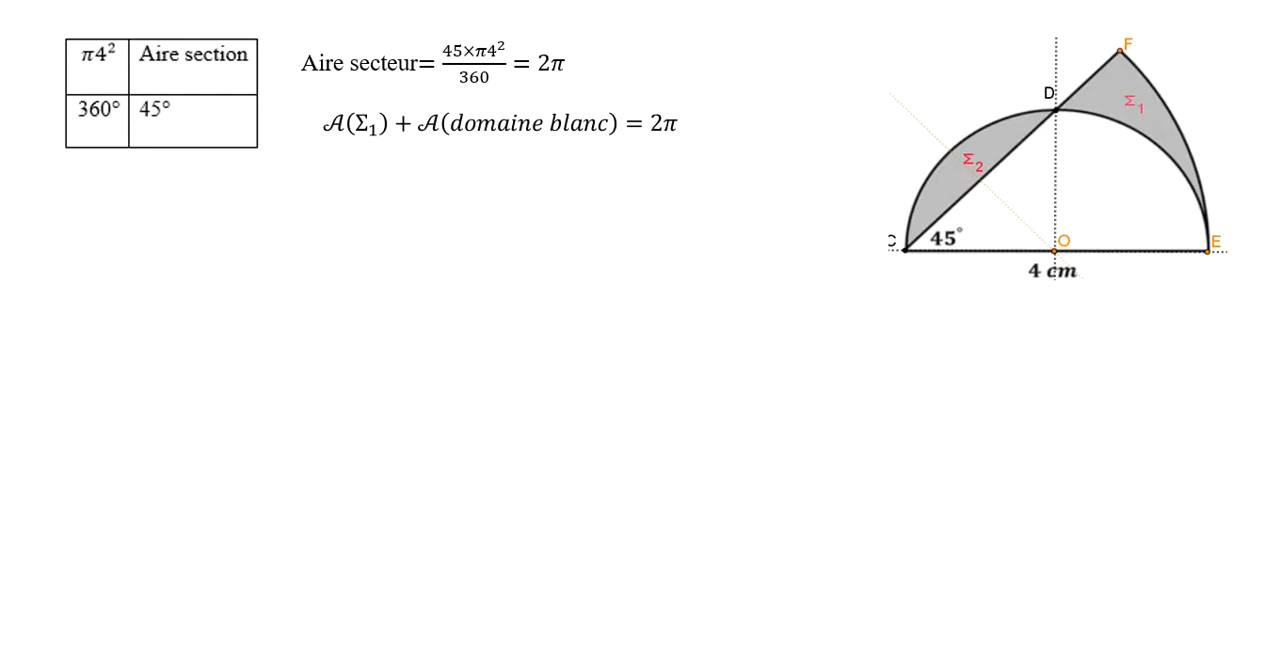 π4² Aire section
360° 45°
Aire secteur= 45×π4²/360 = 2π
𝒜(Σ₁) + 𝒜(domaine blanc) = 2π
F
D
Σ₁
Σ₂
C 45° O E
4 cm